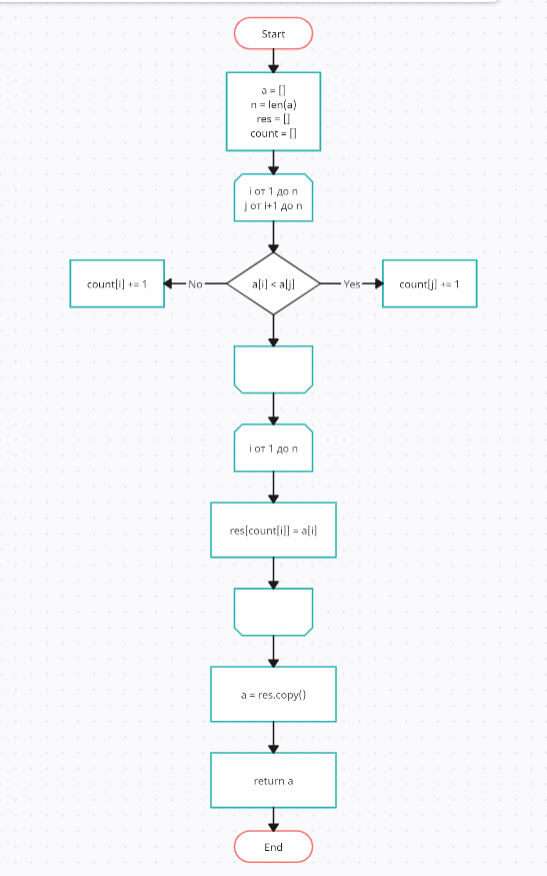 Start
a = []
n = len(a)
res = []
count = []
i от 1 до n
j от i+1 до n
count[i] += 1
No
a[i] < a[j]
Yes
count[j] += 1
i от 1 до n
res[count[i]] = a[i]
a = res.copy()
return a
End